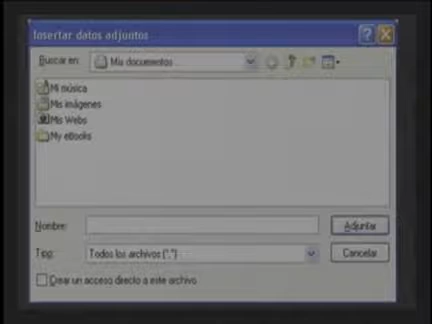 Insertar datos adjuntos
Buscar en: Mis documentos
Mi música
Mis imágenes
Mis Webs
My eBooks
Nombre: Adjuntar
Tipo: Todos los archivos (*.*) Cancelar
Crear un acceso directo a este archivo